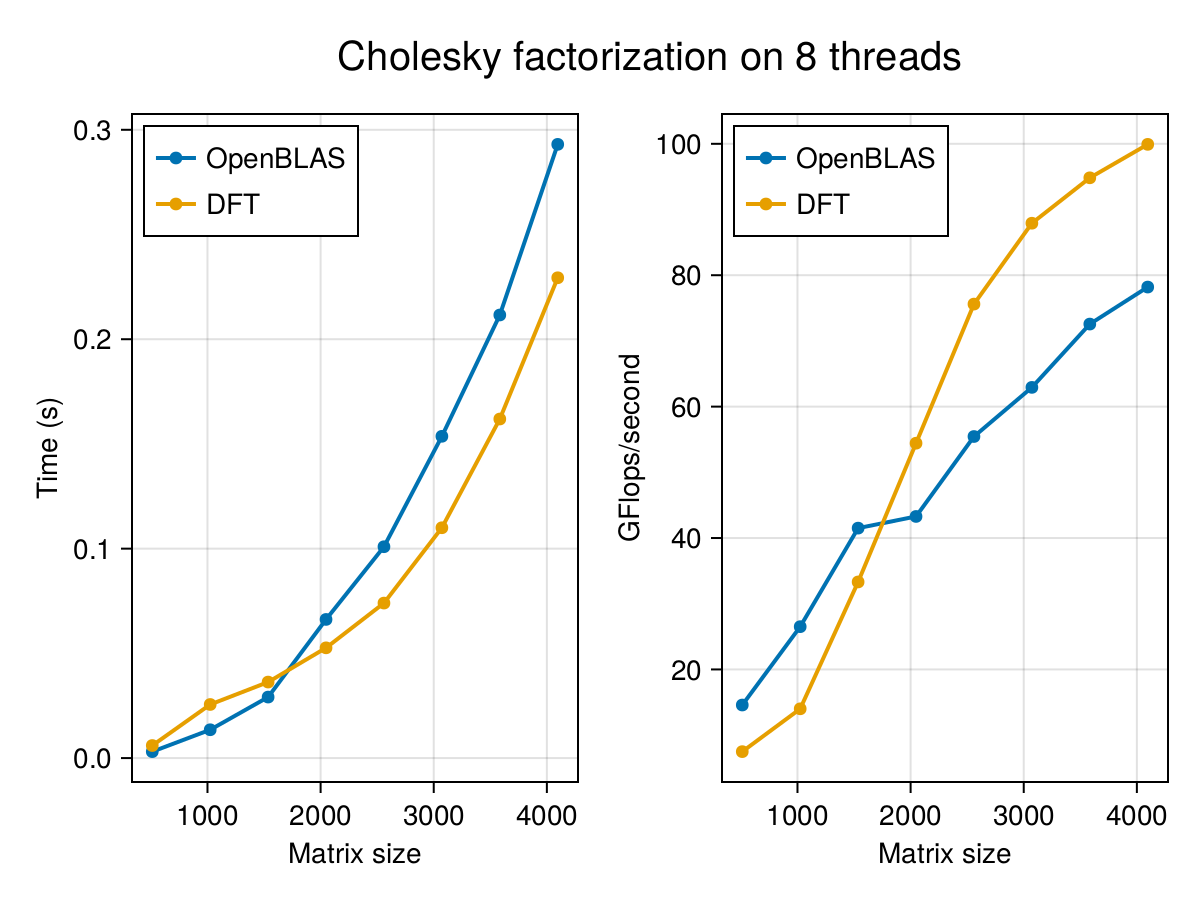 Cholesky factorization on 8 threads
0.3
0.2
0.1
0.0
Time (s)
OpenBLAS
DFT
1000 2000 3000 4000
Matrix size
100
80
60
40
20
GFlops/second
OpenBLAS
DFT
1000 2000 3000 4000
Matrix size